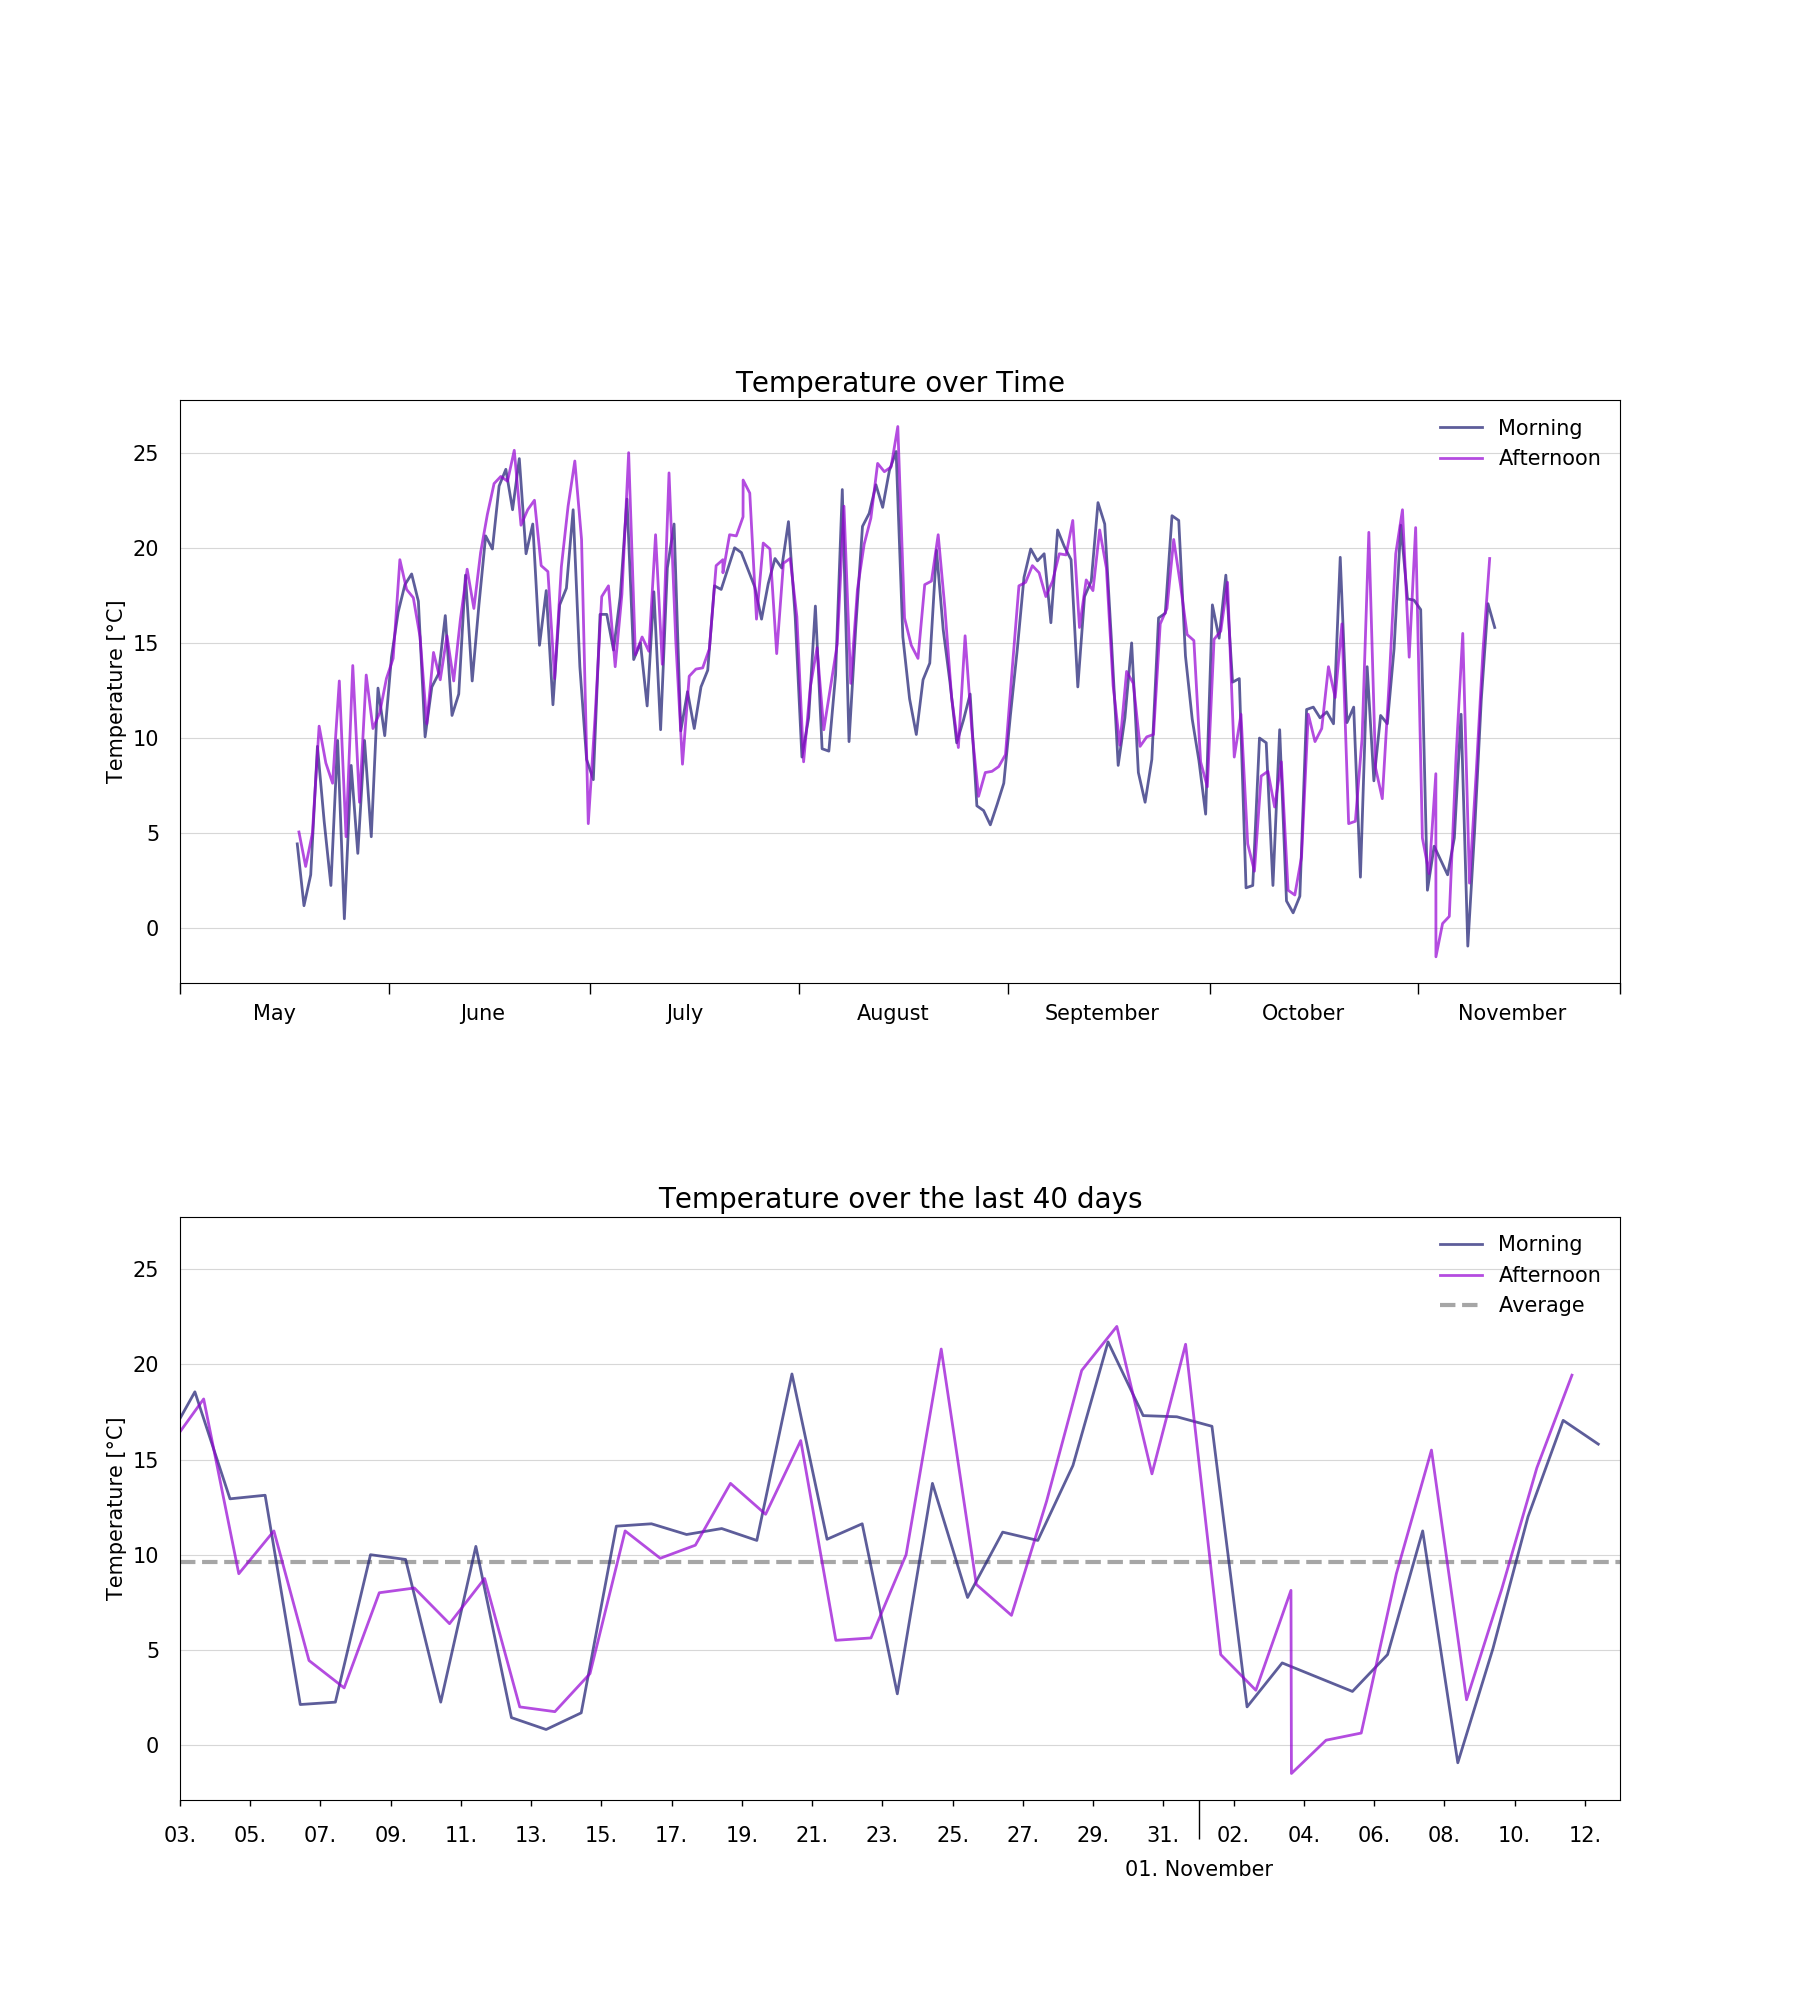 Temperature over Time
Morning
Afternoon
25
20
15
10
5
0
Temperature [°C]
May June July August September October November
Temperature over the last 40 days
Morning
Afternoon
Average
25
20
15
10
5
0
Temperature [°C]
03. 05. 07. 09. 11. 13. 15. 17. 19. 21. 23. 25. 27. 29. 31. 02. 04. 06. 08. 10. 12.
01. November